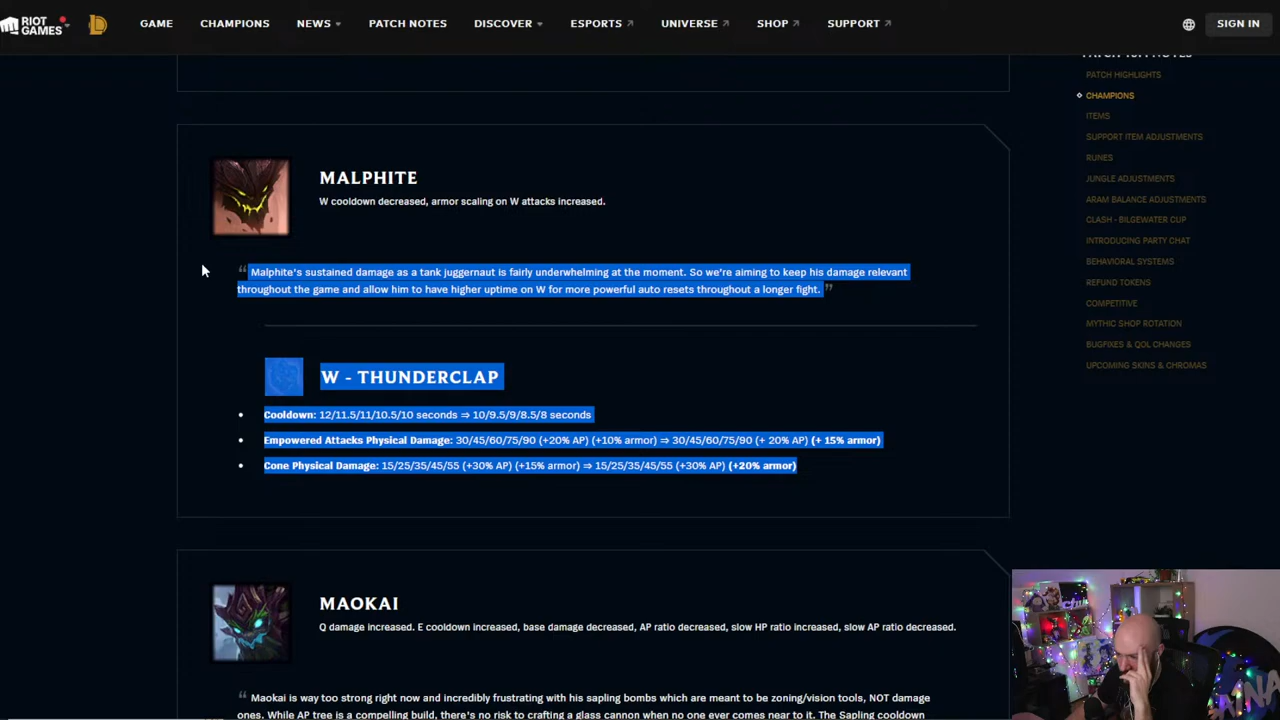 RIOT GAMES
GAME
CHAMPIONS
NEWS
PATCH NOTES
DISCOVER
ESPORTS
UNIVERSE
SHOP
SUPPORT
SIGN IN
PATCH HIGHLIGHTS
CHAMPIONS
ITEMS
SUPPORT ITEM ADJUSTMENTS
RUNES
JUNGLE ADJUSTMENTS
ARAM BALANCE ADJUSTMENTS
CLASH - BILGEWATER CUP
INTRODUCING PARTY CHAT
BEHAVIORAL SYSTEMS
REFUND TOKENS
COMPETITIVE
MYTHIC SHOP ROTATION
BUGFIXES & QOL CHANGES
UPCOMING SKINS & CHROMAS
MALPHITE
W cooldown decreased, armor scaling on W attacks increased.
“ Malphite's sustained damage as a tank juggernaut is fairly underwhelming at the moment. So we're aiming to keep his damage relevant
throughout the game and allow him to have higher uptime on W for more powerful auto resets throughout a longer fight. ”
W - THUNDERCLAP
• Cooldown: 12/11.5/11/10.5/10 seconds ⇒ 10/9.5/9/8.5/8 seconds
• Empowered Attacks Physical Damage: 30/45/60/75/90 (+20% AP) (+10% armor) ⇒ 30/45/60/75/90 (+ 20% AP) (+ 15% armor)
• Cone Physical Damage: 15/25/35/45/55 (+30% AP) (+15% armor) ⇒ 15/25/35/45/55 (+30% AP) (+20% armor)
MAOKAI
Q damage increased. E cooldown increased, base damage decreased, AP ratio decreased, slow HP ratio increased, slow AP ratio decreased.
“ Maokai is way too strong right now and incredibly frustrating with his sapling bombs which are meant to be zoning/vision tools, NOT damage
ones. While AP tree is a compelling build, there's no risk to crafting a glass cannon when no one ever comes near to it. The Sapling cooldown